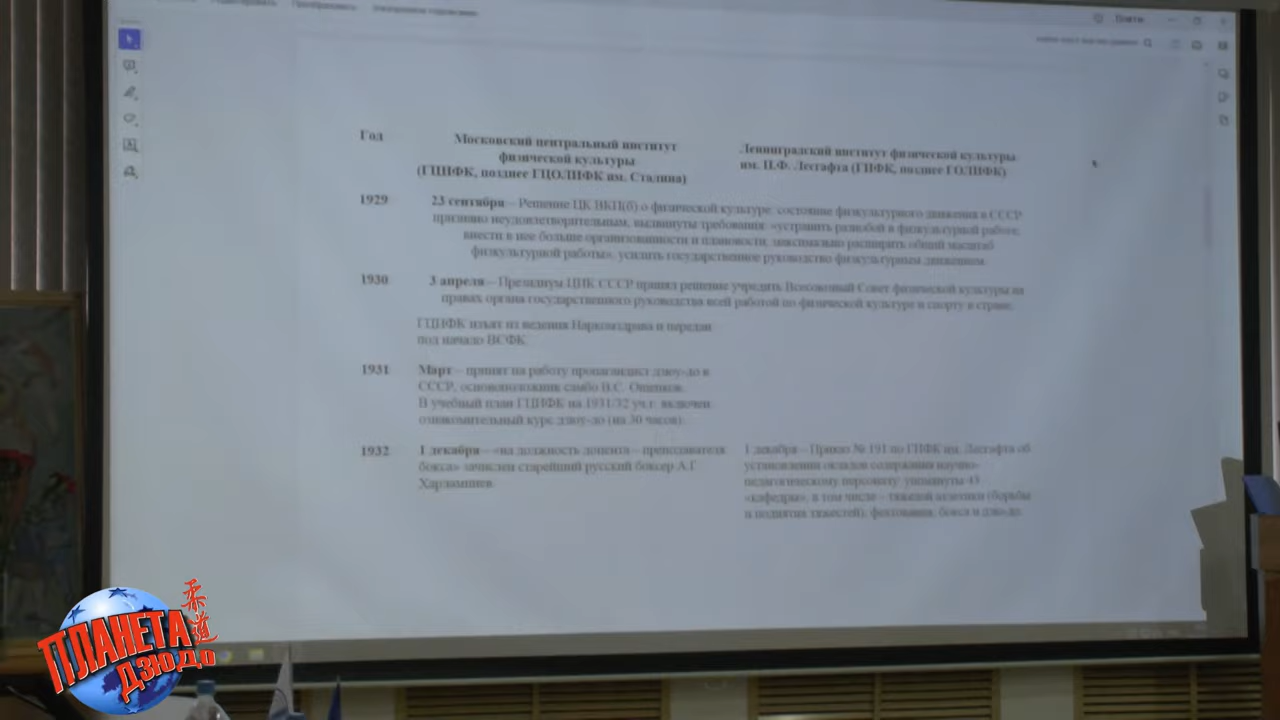 Год
Московский центральный институт
физической культуры
(ГЦИФК, позднее ГЦОЛИФК им. Сталина)
Ленинградский институт физической культуры
им. П.Ф. Лесгафта (ГИФК, позднее ГОЛИФК)
1929
23 сентября – Решение ЦК ВКП(б) о физической культуре: состояние физкультурного движения в СССР
признано неудовлетворительным, выдвинуты требования: «устранить разнобой в физкультурной работе,
внести в нее больше организованности и плановости, максимально расширить общий масштаб
физкультурной работы», усилить государственное руководство физкультурным движением.
1930
3 апреля – Президиум ЦИК СССР принял решение учредить Всесоюзный Совет физической культуры на
правах органа государственного руководства всей работой по физической культуре и спорту в стране.
ГЦИФК изъят из ведения Наркомздрава и передан
под начало ВСФК.
1931
Март – принят на работу пропагандист дзюу-до в
СССР, основоположник самбо В.С. Ощепков.
В учебный план ГЦИФК на 1931/32 уч.г. включен
ознакомительный курс дзюу-до (на 30 часов).
1932
1 декабря – «на должность доцента – преподавателя
бокса» зачислен старейший русский боксер А.Г.
Харлампиев.
1 декабря – Приказ № 191 по ГИФК им. Лесгафта об
установлении окладов содержания научно-
педагогическому персоналу: упомянуты 43
«кафедры», в том числе – тяжелой атлетики (борьбы
и поднятия тяжестей), фехтования, бокса и дзю-до.
ПЛАНЕТА
ДЗЮДО
柔道